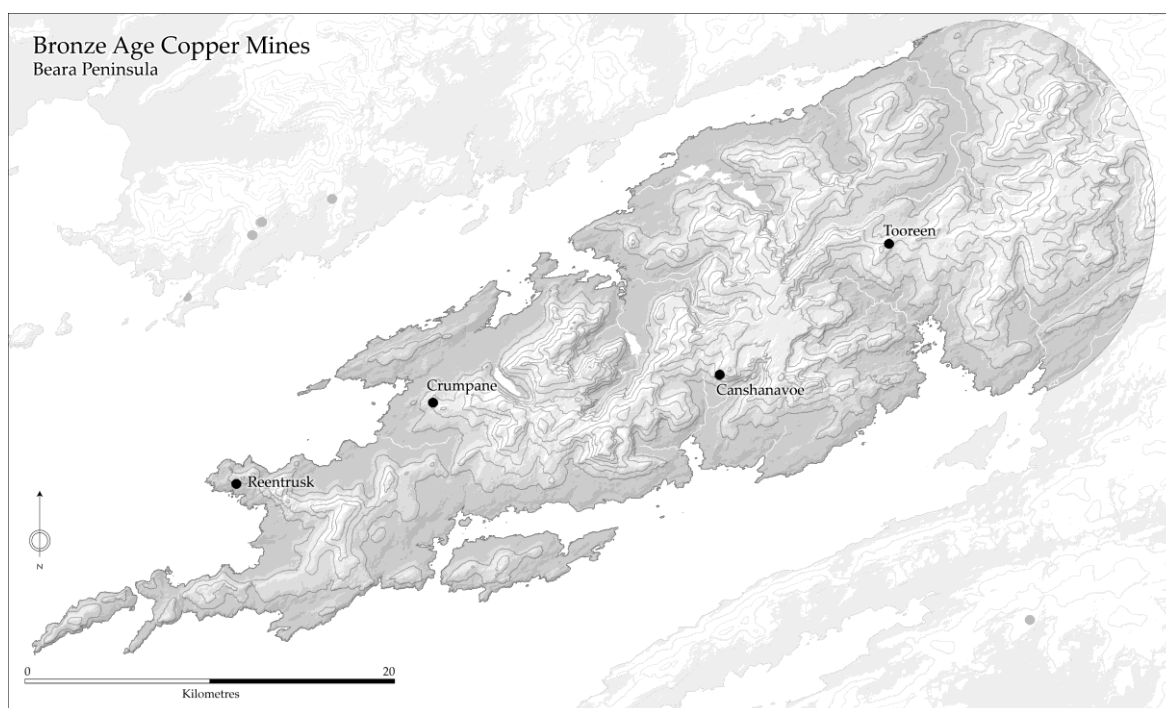 Bronze Age Copper Mines
Beara Peninsula
Tooreen
Crumpane
Canshanavoe
Reentrusk
N
0 20
Kilometres